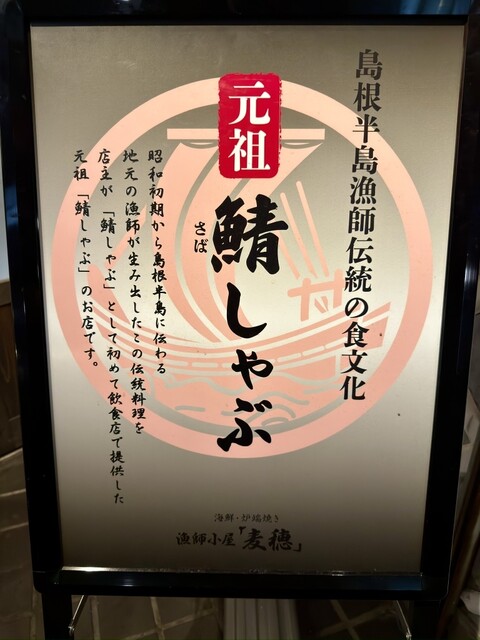 島根半島漁師伝統の食文化
元祖
鯖しゃぶ
さば
昭和初期から島根半島に伝わる
地元の漁師が生み出したこの伝統料理を
店主が「鯖しゃぶ」として初めて飲食店で提供した
元祖「鯖しゃぶ」のお店です。
海鮮・炉端焼き
漁師小屋「麦穂」